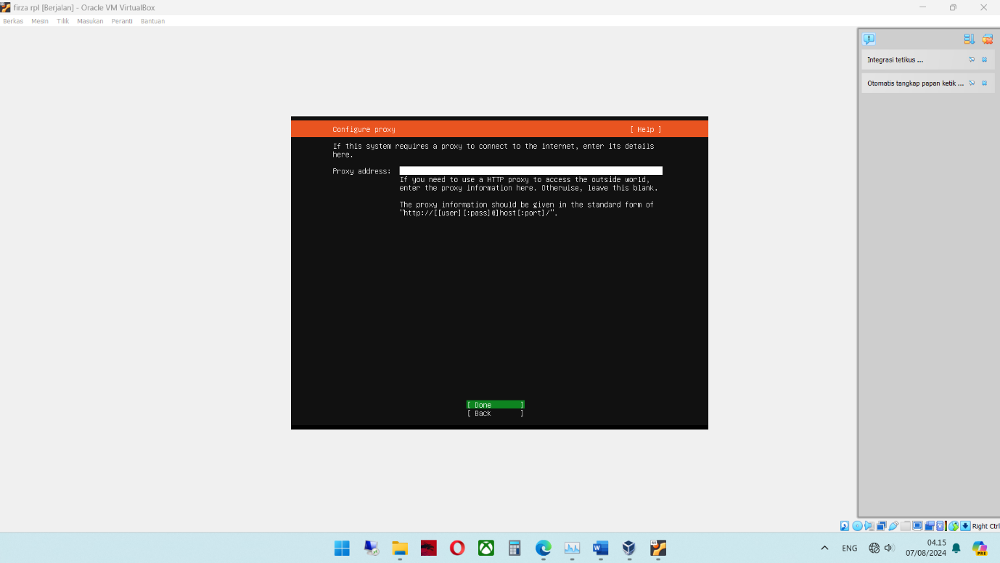 firza rpl [Berjalan] - Oracle VM VirtualBox
Berkas Mesin Tilik Masukan Peranti Bantuan
Integrasi tetikus ...
Otomatis tangkap papan ketik ...
Configure proxy [ Help ]
If this system requires a proxy to connect to the internet, enter its details
here.
Proxy address:
If you need to use a HTTP proxy to access the outside world,
enter the proxy information here. Otherwise, leave this blank.
The proxy information should be given in the standard form of
"http://[[user][:pass]@]host[:port]/".
[ Done ]
[ Back ]
Right Ctrl
ENG
04.15
07/08/2024
PRE